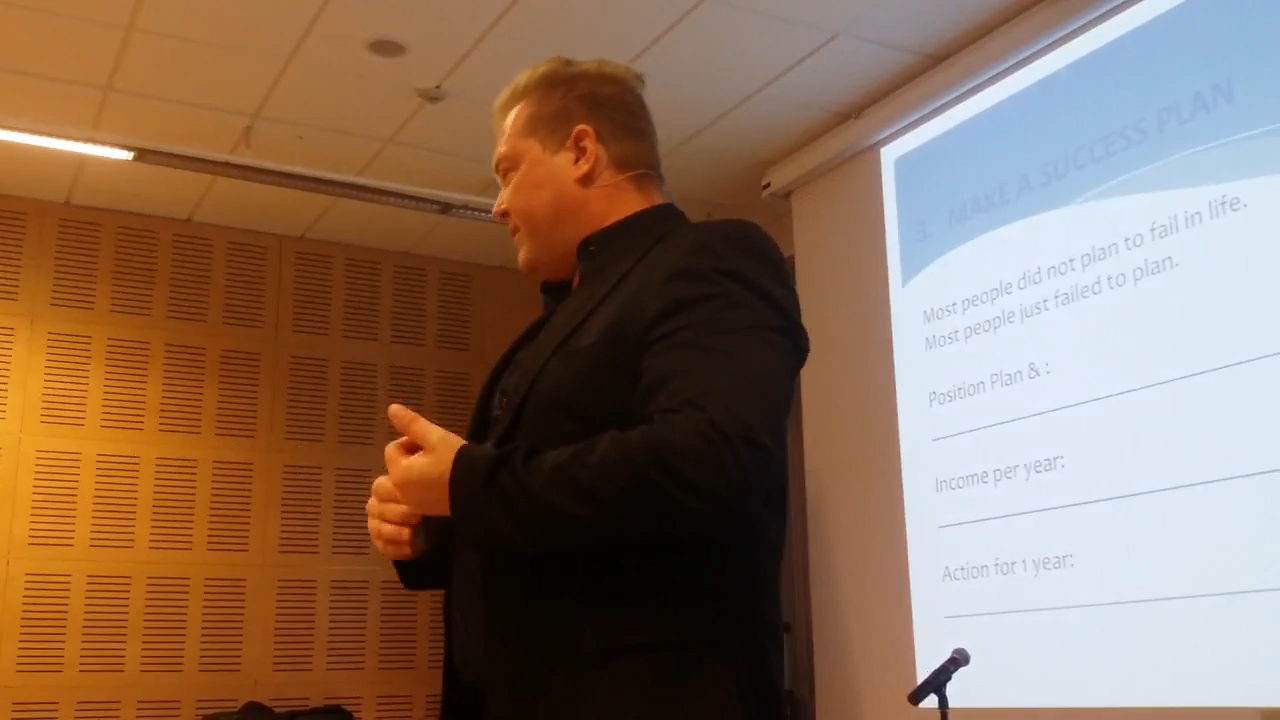 MAKE A SUCCESS PLAN
Most people did not plan to fail in life.
Most people just failed to plan.
Position Plan & :
Income per year:
Action for 1 year: